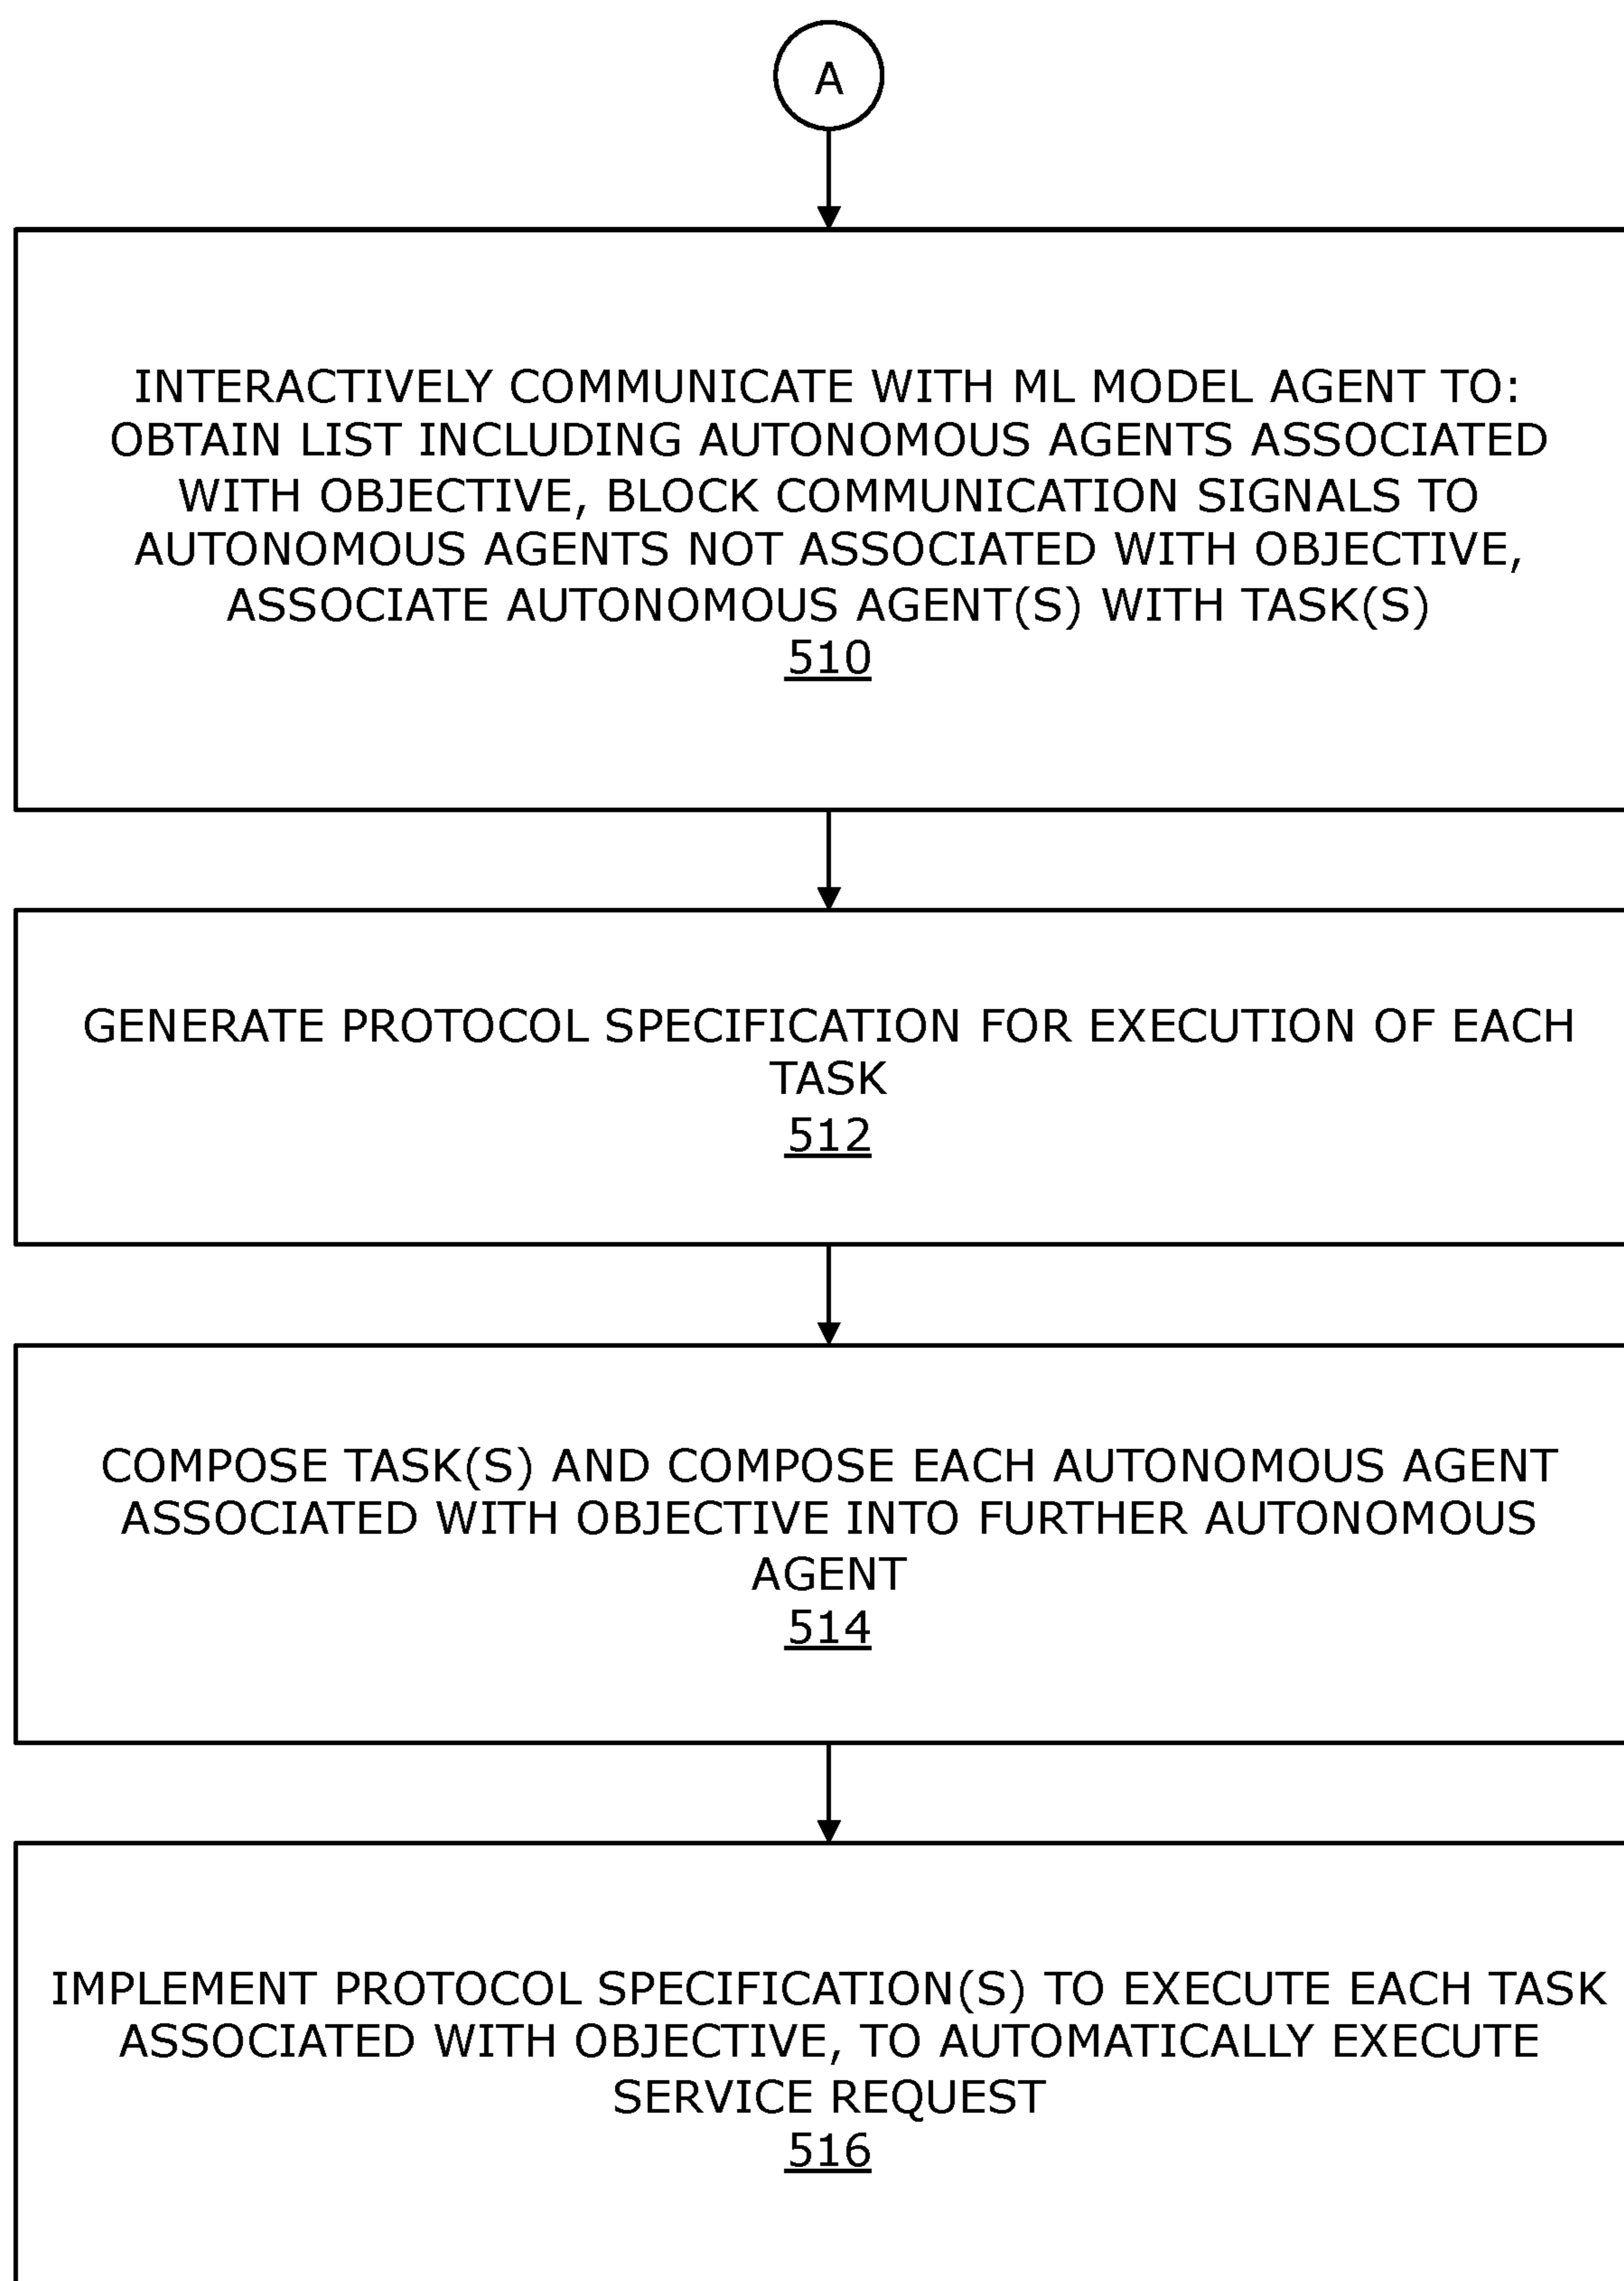 A
INTERACTIVELY COMMUNICATE WITH ML MODEL AGENT TO:
OBTAIN LIST INCLUDING AUTONOMOUS AGENTS ASSOCIATED
WITH OBJECTIVE, BLOCK COMMUNICATION SIGNALS TO
AUTONOMOUS AGENTS NOT ASSOCIATED WITH OBJECTIVE,
ASSOCIATE AUTONOMOUS AGENT(S) WITH TASK(S)
510
GENERATE PROTOCOL SPECIFICATION FOR EXECUTION OF EACH
TASK
512
COMPOSE TASK(S) AND COMPOSE EACH AUTONOMOUS AGENT
ASSOCIATED WITH OBJECTIVE INTO FURTHER AUTONOMOUS
AGENT
514
IMPLEMENT PROTOCOL SPECIFICATION(S) TO EXECUTE EACH TASK
ASSOCIATED WITH OBJECTIVE, TO AUTOMATICALLY EXECUTE
SERVICE REQUEST
516